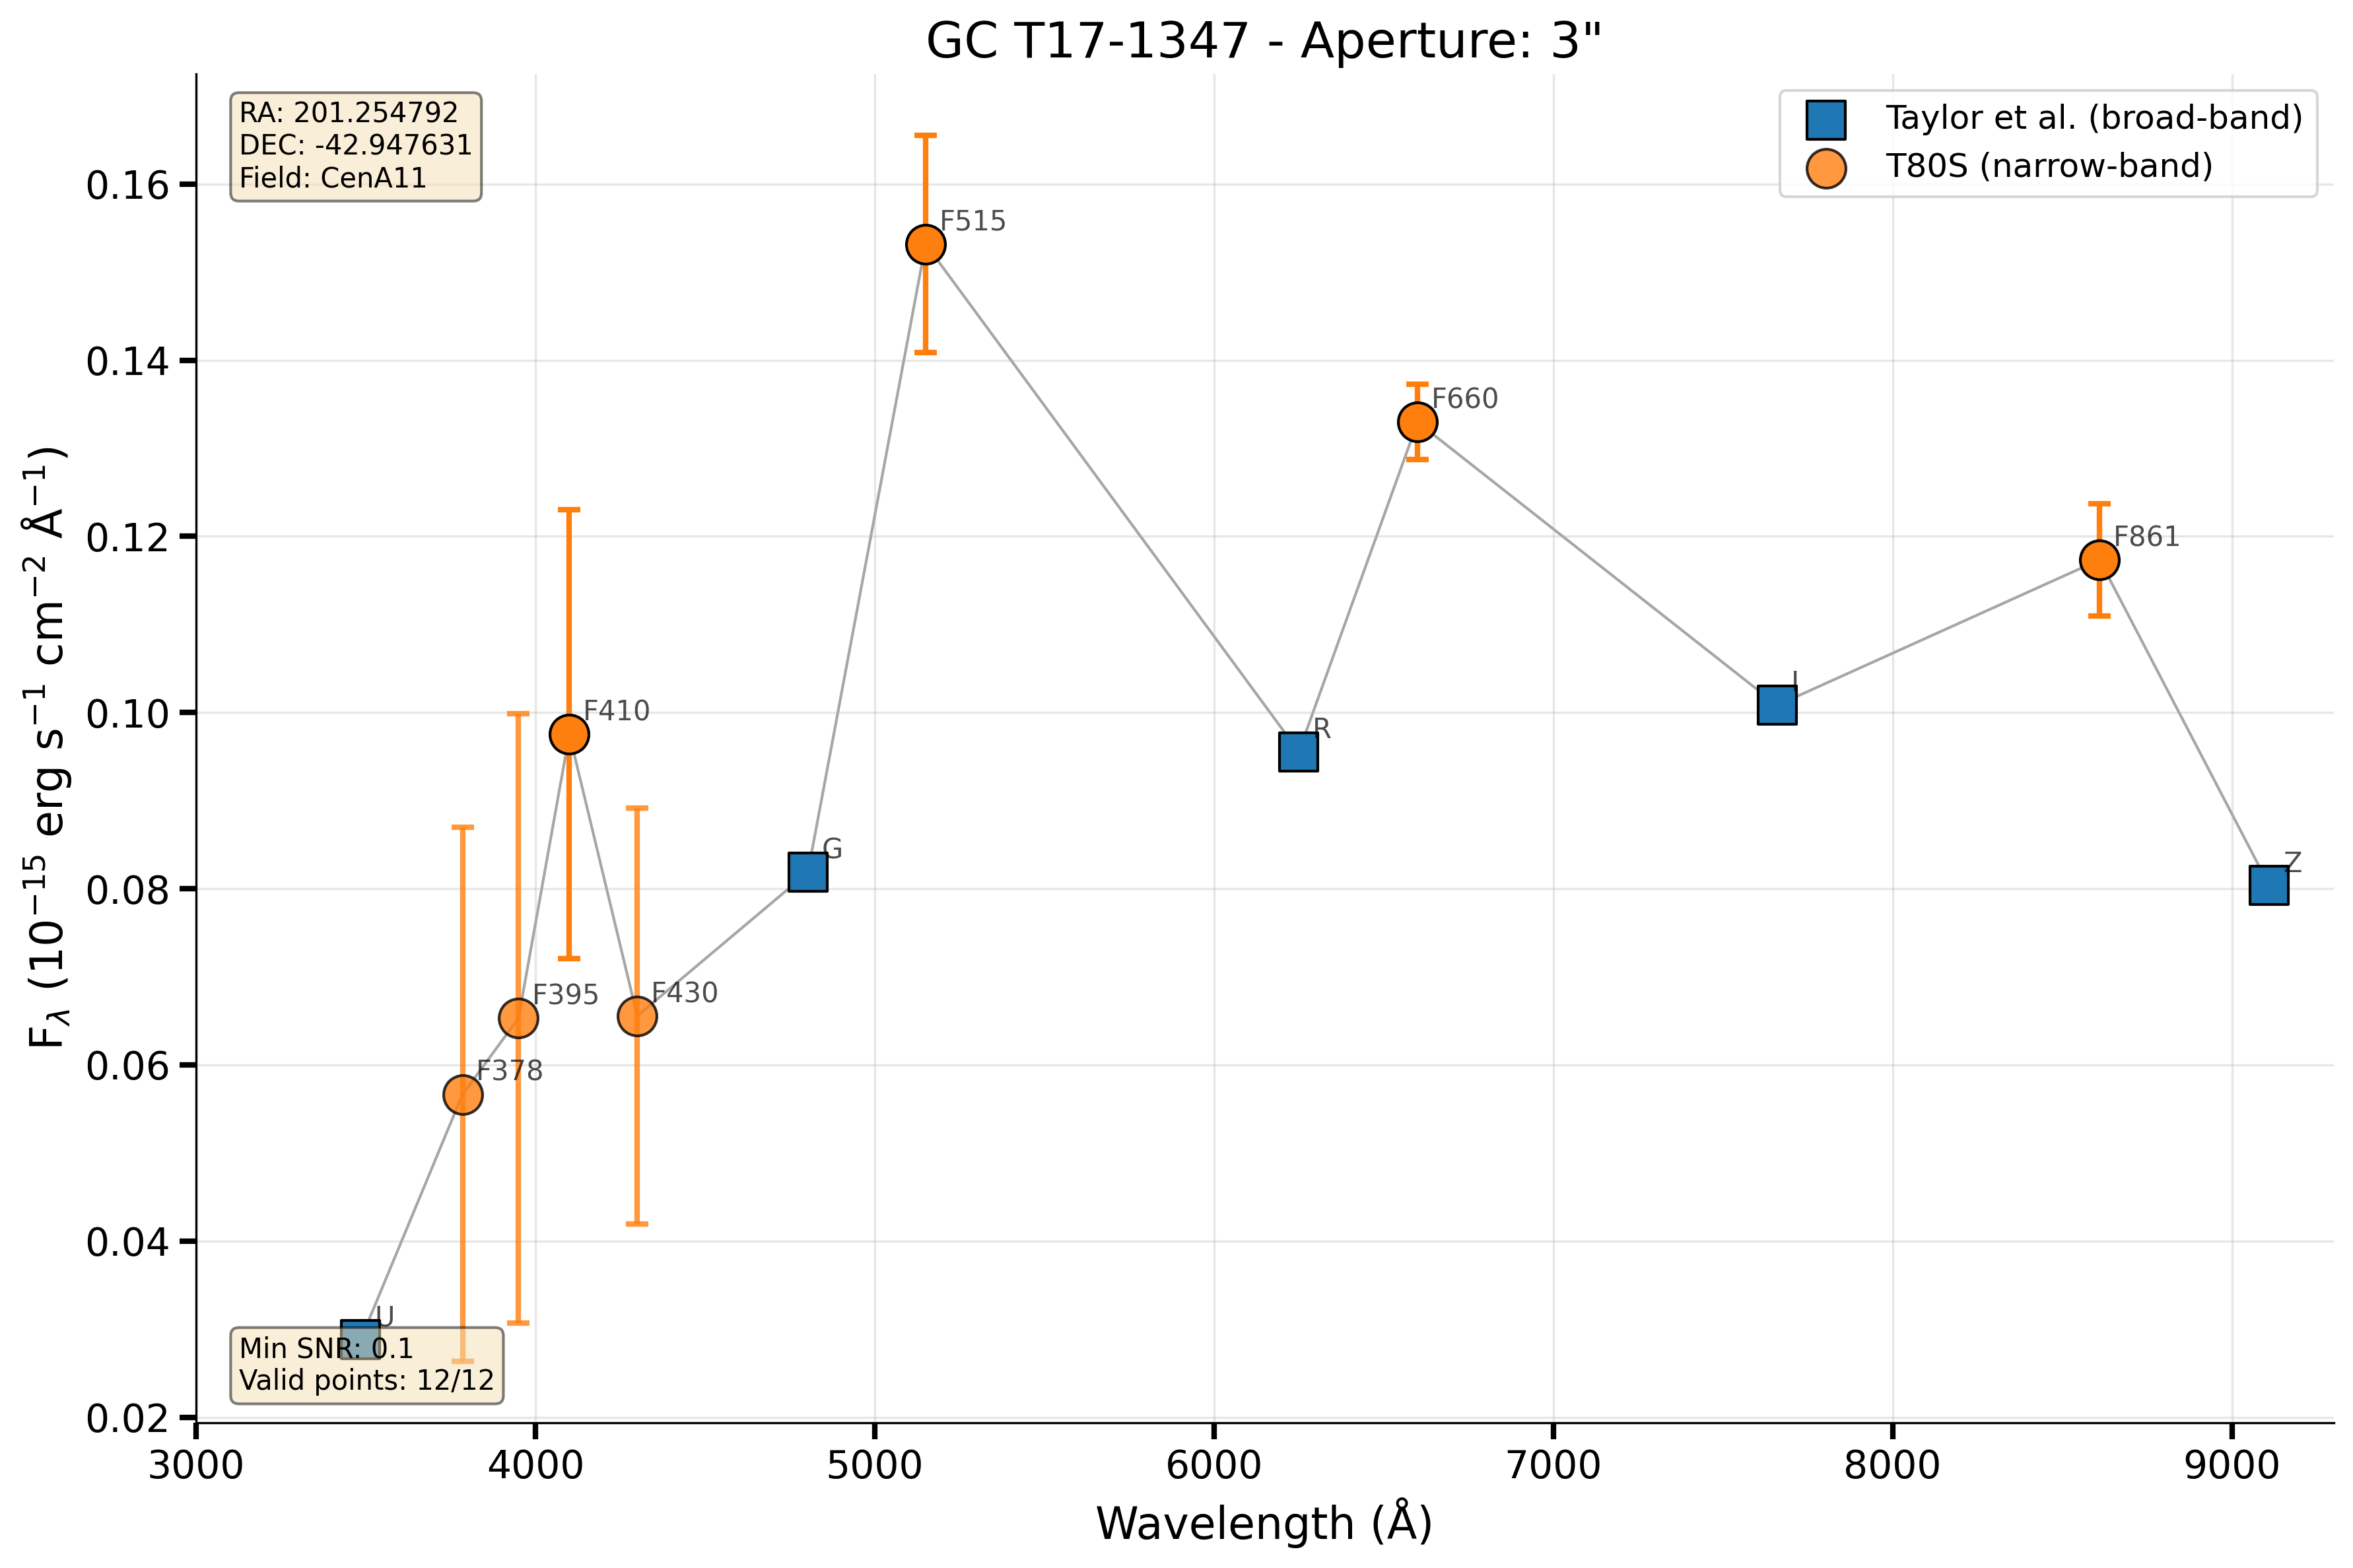 GC T17-1347 - Aperture: 3"
RA: 201.254792
DEC: -42.947631
Field: CenA11
Taylor et al. (broad-band)
T80S (narrow-band)
F515
F660
F861
F410
F395
F378
F430
U
G
R
I
Z
Min SNR: 0.1
Valid points: 12/12
0.16
0.14
0.12
0.10
0.08
0.06
0.04
0.02
3000 4000 5000 6000 7000 8000 9000
Wavelength (Å)
F_λ (10⁻¹⁵ erg s⁻¹ cm⁻² Å⁻¹)